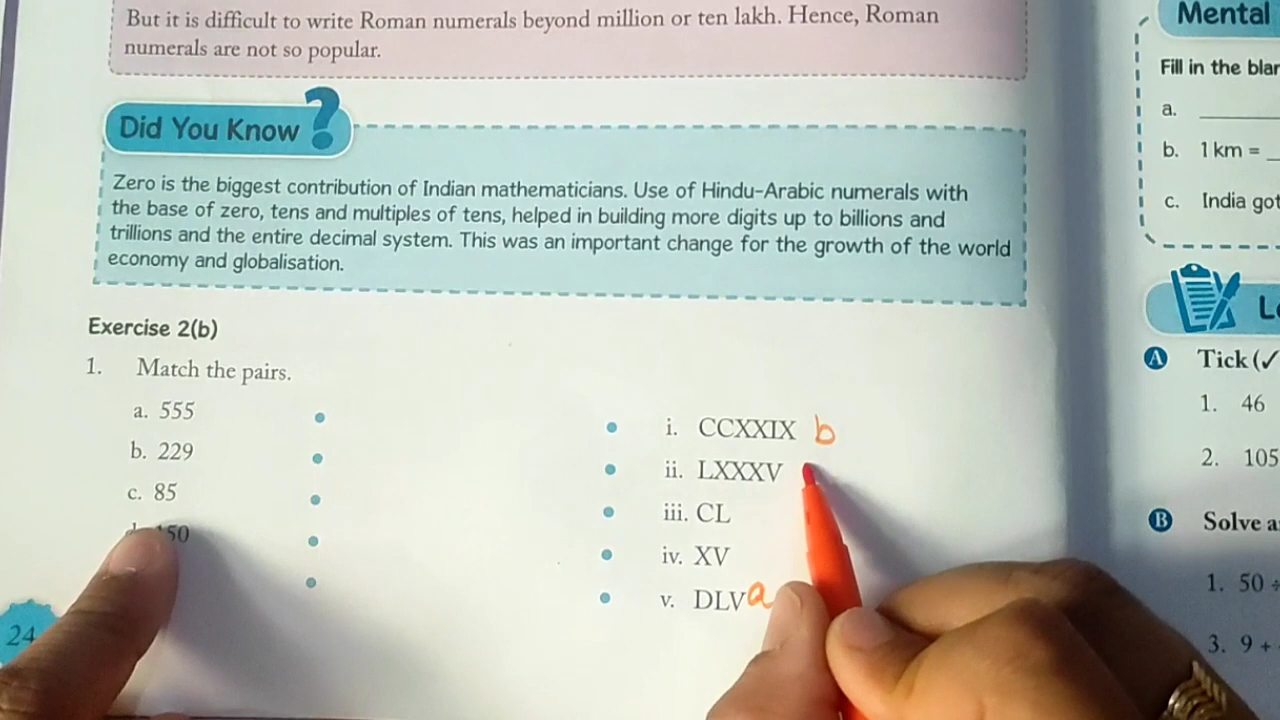 But it is difficult to write Roman numerals beyond million or ten lakh. Hence, Roman
numerals are not so popular.
Did You Know ?
Zero is the biggest contribution of Indian mathematicians. Use of Hindu-Arabic numerals with
the base of zero, tens and multiples of tens, helped in building more digits up to billions and
trillions and the entire decimal system. This was an important change for the growth of the world
economy and globalisation.
Exercise 2(b)
1. Match the pairs.
a. 555
b. 229
c. 85
50
i. CCXXIX b
ii. LXXXV
iii. CL
iv. XV
v. DLV a
24
Mental
Fill in the
a.
b. 1 km =
c. India got
A Tick (✓
1. 46
2. 105
B Solve
1. 50 ÷
3. 9 +